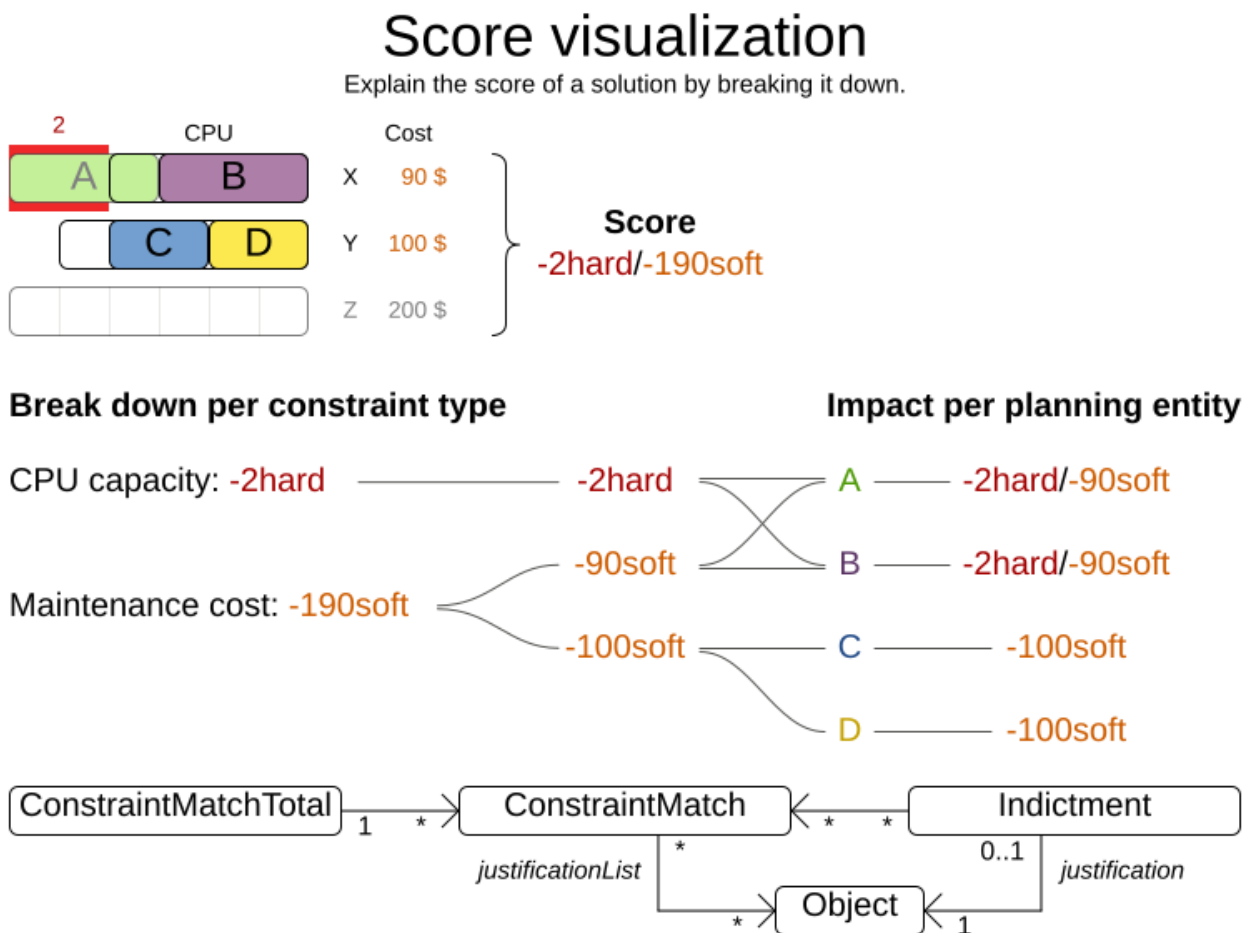 Score visualization
Explain the score of a solution by breaking it down.
2 CPU Cost
A B X 90 $
Score
C D Y 100 $
-2hard/-190soft
Z 200 $
Break down per constraint type Impact per planning entity
CPU capacity: -2hard -2hard A -2hard/-90soft
-90soft B -2hard/-90soft
Maintenance cost: -190soft
-100soft C -100soft
D -100soft
ConstraintMatchTotal ConstraintMatch Indictment
1 * * *
* 0..1
justificationList justification
Object
* 1